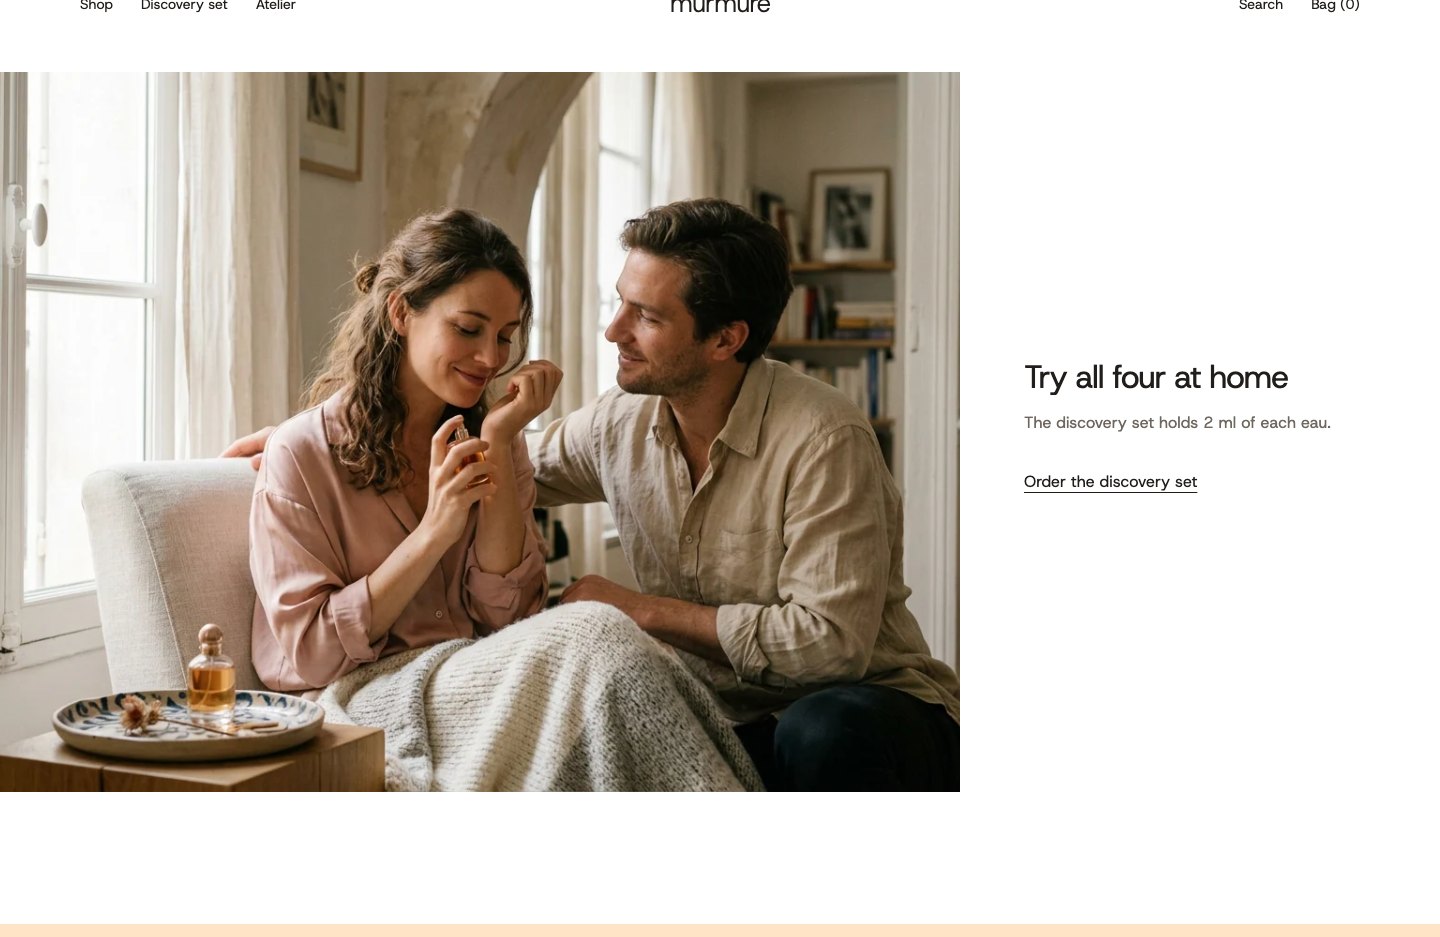 Shop Discovery set Atelier murmure Search Bag (0)
Try all four at home
The discovery set holds 2 ml of each eau.
Order the discovery set